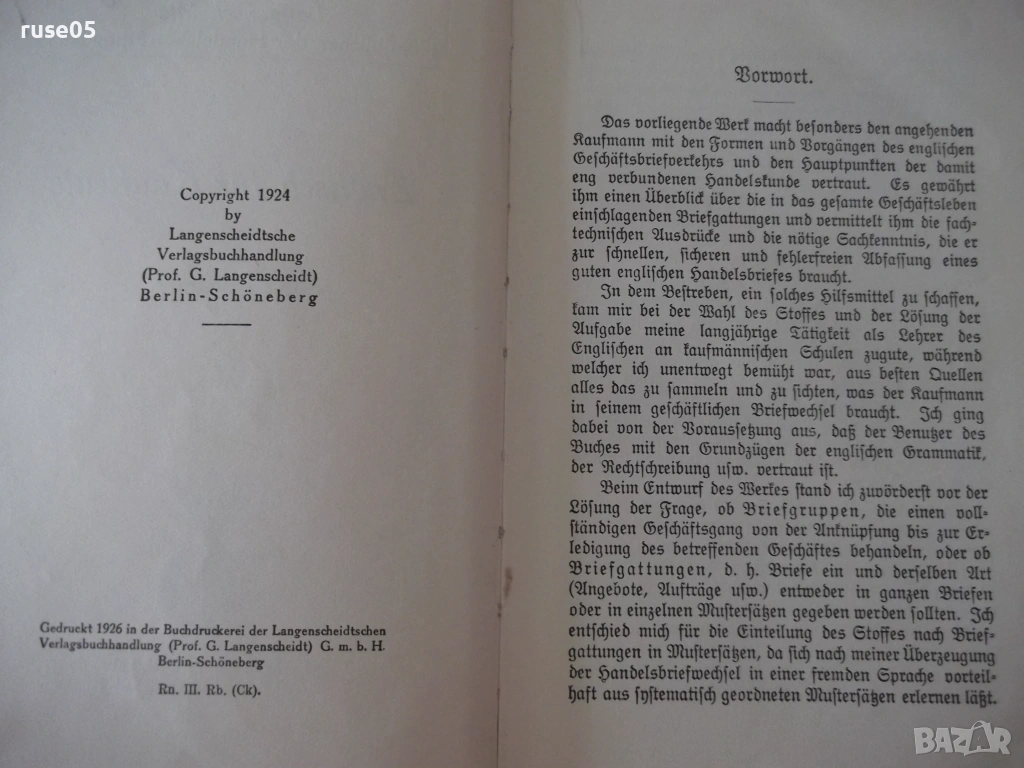 ruse05
Copyright 1924
by
Langenscheidtsche
Verlagsbuchhandlung
(Prof. G. Langenscheidt)
Berlin-Schöneberg
Gedruckt 1926 in der Buchdruckerei der Langenscheidtschen
Verlagsbuchhandlung (Prof. G. Langenscheidt) G. m. b. H.
Berlin-Schöneberg
Rn. III. Rb. (Ck).
Vorwort.
Das vorliegende Werk macht besonders den angehenden
Kaufmann mit den Formen und Vorgängen des englischen
Geschäftsbriefverkehrs und den Hauptpunkten der damit
eng verbundenen Handelskunde vertraut. Es gewährt
ihm einen Überblick über die in das gesamte Geschäftsleben
einschlagenden Briefgattungen und vermittelt ihm die fach-
technischen Ausdrücke und die nötige Sachkenntnis, die er
zur schnellen, sicheren und fehlerfreien Abfassung eines
guten englischen Handelsbriefes braucht.
In dem Bestreben, ein solches Hilfsmittel zu schaffen,
kam mir bei der Wahl des Stoffes und der Lösung der
Aufgabe meine langjährige Tätigkeit als Lehrer des
Englischen an kaufmännischen Schulen zugute, während
welcher ich unentwegt bemüht war, aus besten Quellen
alles das zu sammeln und zu sichten, was der Kaufmann
in seinem geschäftlichen Briefwechsel braucht. Ich ging
dabei von der Voraussetzung aus, daß der Benutzer des
Buches mit den Grundzügen der englischen Grammatik,
der Rechtschreibung usw. vertraut ist.
Beim Entwurf des Werkes stand ich zuvörderst vor der
Lösung der Frage, ob Briefgruppen, die einen voll-
ständigen Geschäftsgang von der Anknüpfung bis zur Er-
ledigung des betreffenden Geschäftes behandeln, oder ob
Briefgattungen, d. h. Briefe ein und derselben Art
(Angebote, Aufträge usw.) entweder in ganzen Briefen
oder in einzelnen Mustersätzen gegeben werden sollten. Ich
entschied mich für die Einteilung des Stoffes nach Brief-
gattungen in Mustersätzen, da sich nach meiner Überzeugung
der Handelsbriefwechsel in einer fremden Sprache vorteil-
haft aus systematisch geordneten Mustersätzen erlernen läßt.
BAZAR